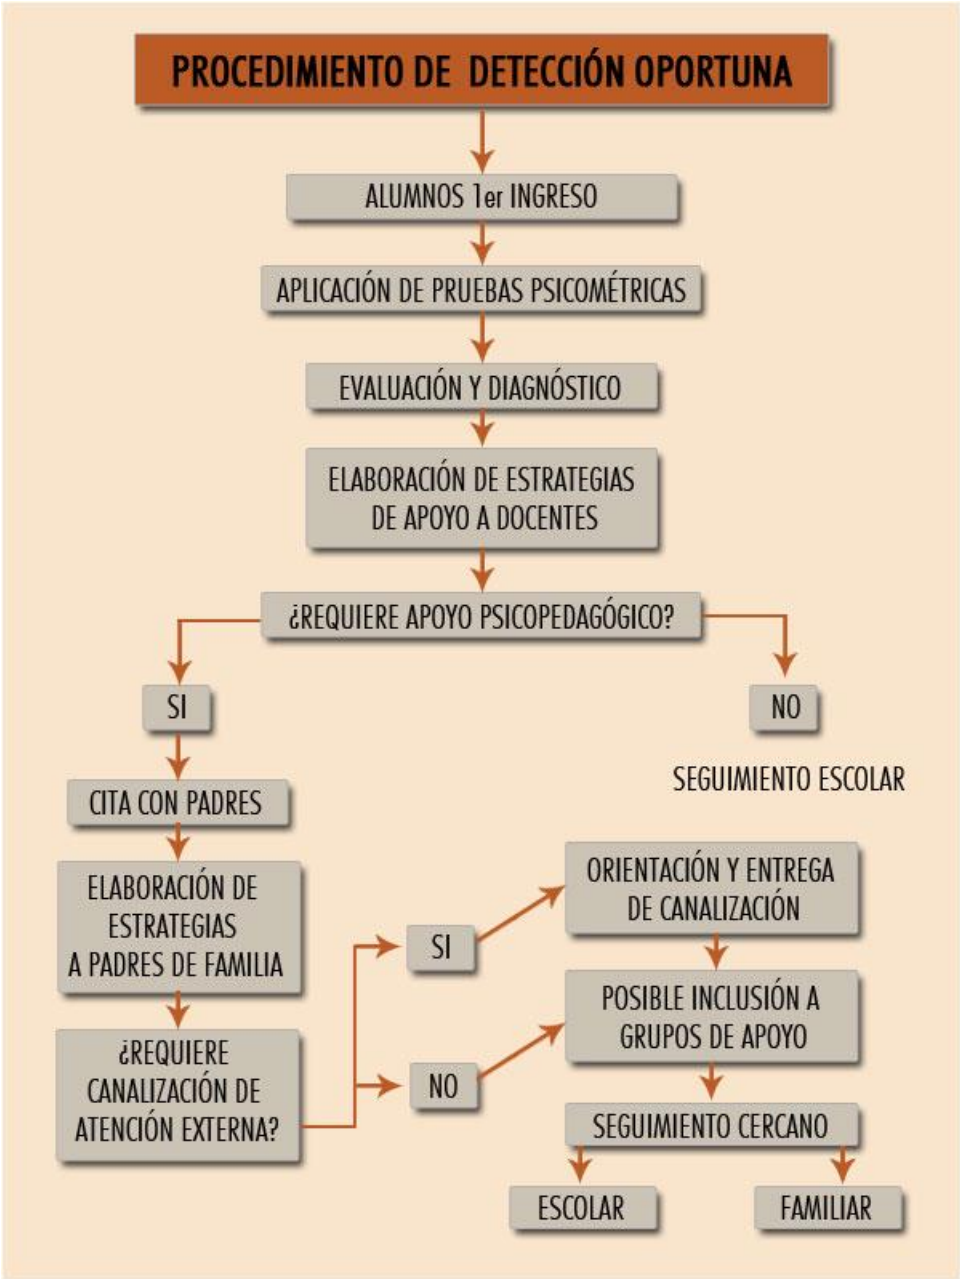 PROCEDIMIENTO DE DETECCIÓN OPORTUNA
ALUMNOS 1er INGRESO
APLICACIÓN DE PRUEBAS PSICOMÉTRICAS
EVALUACIÓN Y DIAGNÓSTICO
ELABORACIÓN DE ESTRATEGIAS
DE APOYO A DOCENTES
¿REQUIERE APOYO PSICOPEDAGÓGICO?
SI
NO
SEGUIMIENTO ESCOLAR
CITA CON PADRES
ELABORACIÓN DE
ESTRATEGIAS
A PADRES DE FAMILIA
¿REQUIERE
CANALIZACIÓN DE
ATENCIÓN EXTERNA?
SI
NO
ORIENTACIÓN Y ENTREGA
DE CANALIZACIÓN
POSIBLE INCLUSIÓN A
GRUPOS DE APOYO
SEGUIMIENTO CERCANO
ESCOLAR
FAMILIAR